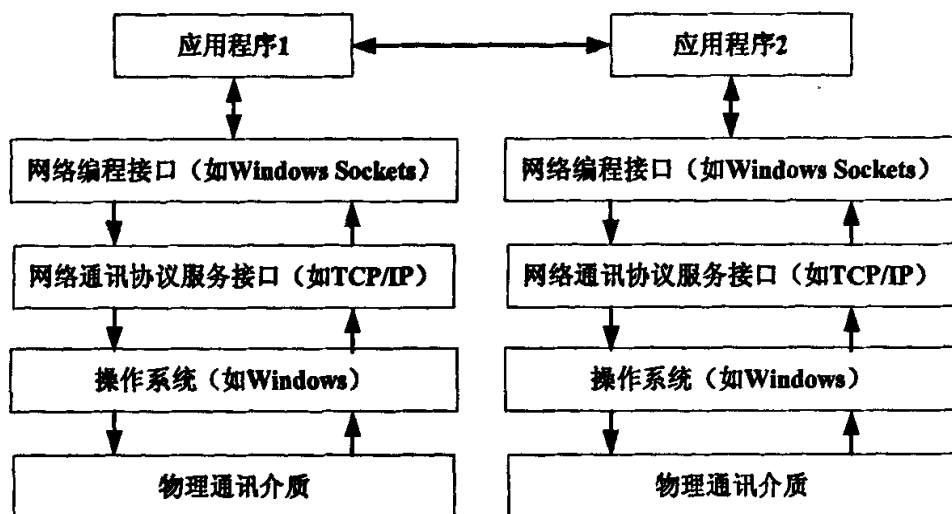 应用程序1
应用程序2
网络编程接口（如Windows Sockets）
网络编程接口（如Windows Sockets）
网络通讯协议服务接口（如TCP/IP）
网络通讯协议服务接口（如TCP/IP）
操作系统（如Windows）
操作系统（如Windows）
物理通讯介质
物理通讯介质